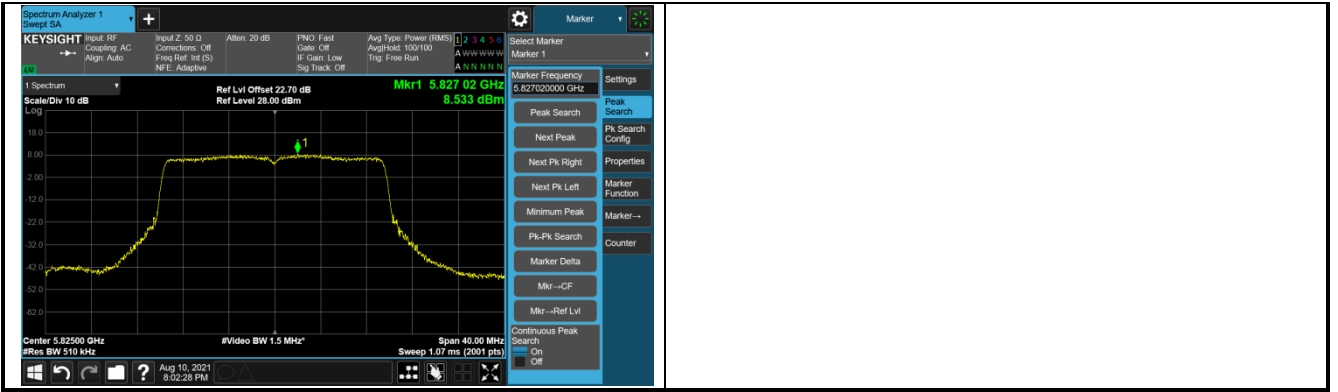 Spectrum Analyzer 1
Swept SA
+
Marker
KEYSIGHT
Input: RF
Coupling: AC
Align: Auto
Input Z: 50 Ω
Corrections: Off
Freq Ref: Int (S)
NFE: Adaptive
Atten: 20 dB
PNO: Fast
Gate: Off
IF Gain: Low
Sig Track: Off
Avg Type: Power (RMS)
Avg|Hold: 100/100
Trig: Free Run
1 2 3 4 5 6
A W W W W W
A N N N N N
Select Marker
Marker 1
1 Spectrum
Scale/Div 10 dB
Log
Ref Lvl Offset 22.70 dB
Ref Level 28.00 dBm
Mkr1 5.827 02 GHz
8.533 dBm
18.0
8.00
-2.00
-12.0
-22.0
-32.0
-42.0
-52.0
-62.0
1
Center 5.82500 GHz
#Res BW 510 kHz
#Video BW 1.5 MHz*
Span 40.00 MHz
Sweep 1.07 ms (2001 pts)
Marker Frequency
5.827020000 GHz
Peak Search
Next Peak
Next Pk Right
Next Pk Left
Minimum Peak
Pk-Pk Search
Marker Delta
Mkr→CF
Mkr→Ref Lvl
Continuous Peak
Search
On
Off
Settings
Peak
Search
Pk Search
Config
Properties
Marker
Function
Marker→
Counter
?
Aug 10, 2021
8:02:28 PM